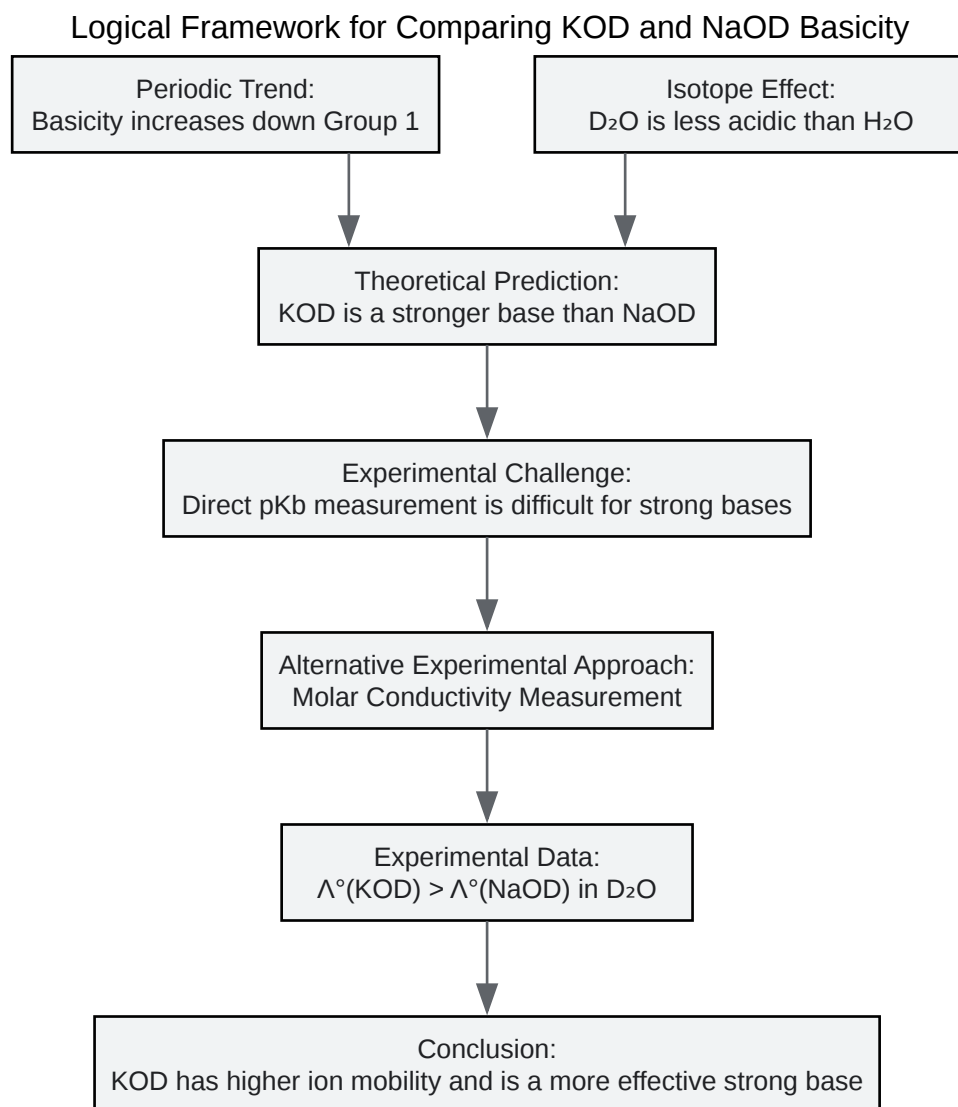 Logical Framework for Comparing KOD and NaOD Basicity
Periodic Trend:
Basicity increases down Group 1
Isotope Effect:
D₂O is less acidic than H₂O
Theoretical Prediction:
KOD is a stronger base than NaOD
Experimental Challenge:
Direct pKb measurement is difficult for strong bases
Alternative Experimental Approach:
Molar Conductivity Measurement
Experimental Data:
Λ°(KOD) > Λ°(NaOD) in D₂O
Conclusion:
KOD has higher ion mobility and is a more effective strong base